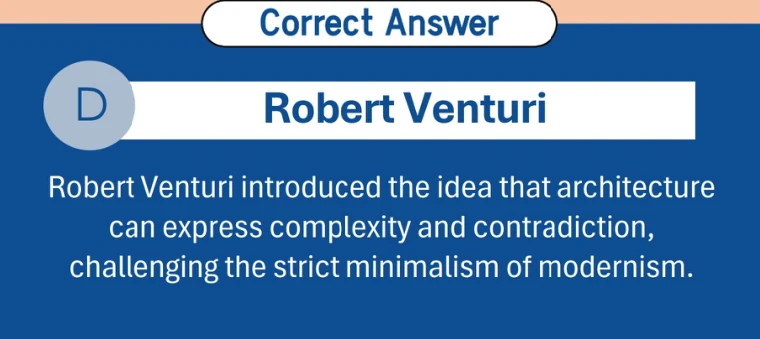 Correct Answer
D
Robert Venturi
Robert Venturi introduced the idea that architecture
can express complexity and contradiction,
challenging the strict minimalism of modernism.